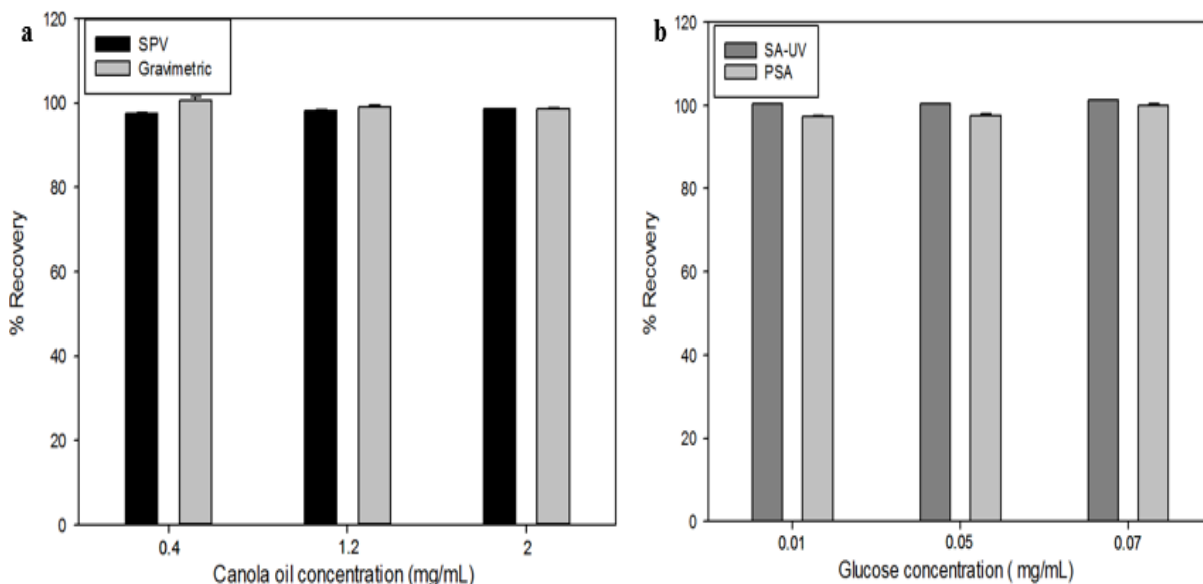 a
SPV
Gravimetric
120
100
80
60
40
20
0
% Recovery
0.4
1.2
2
Canola oil concentration (mg/mL)
b
SA-UV
PSA
120
100
80
60
40
20
0
% Recovery
0.01
0.05
0.07
Glucose concentration ( mg/mL)